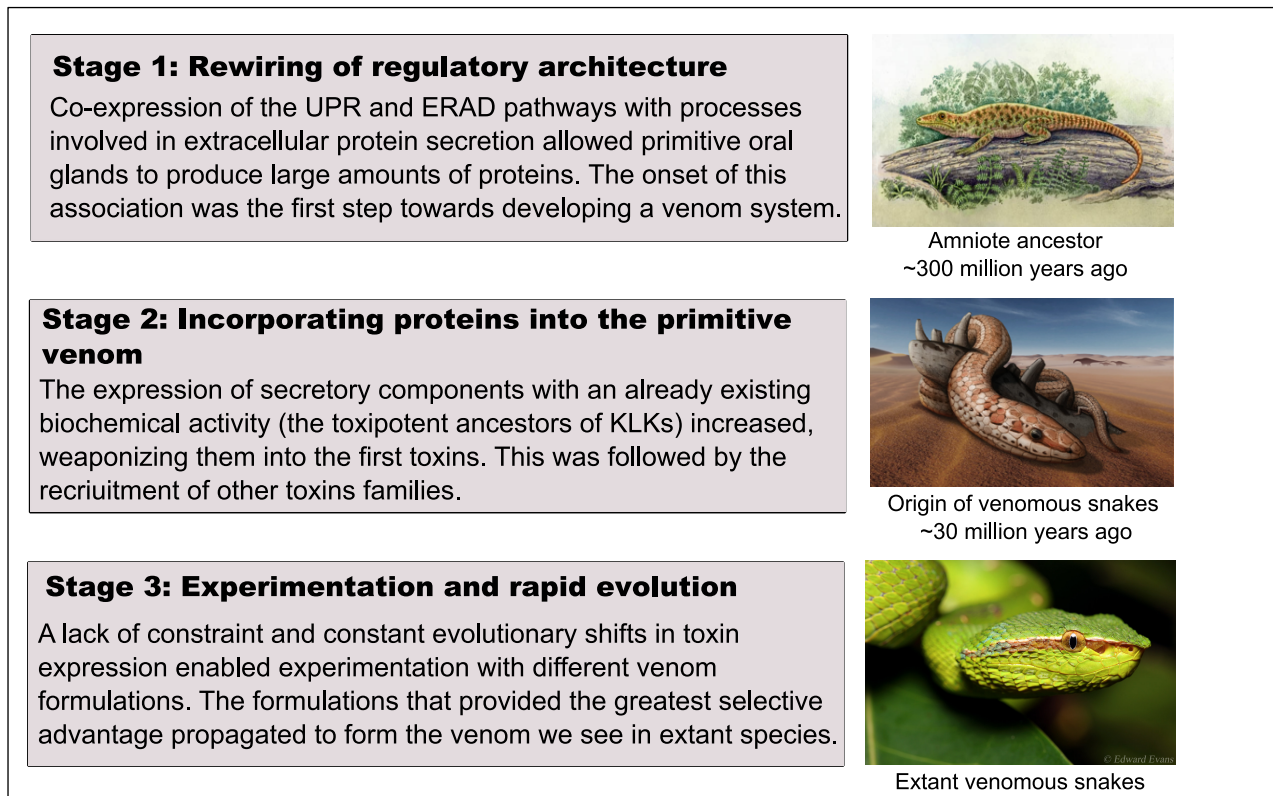 Stage 1: Rewiring of regulatory architecture
Co-expression of the UPR and ERAD pathways with processes
involved in extracellular protein secretion allowed primitive oral
glands to produce large amounts of proteins. The onset of this
association was the first step towards developing a venom system.
Amniote ancestor
~300 million years ago
Stage 2: Incorporating proteins into the primitive
venom
The expression of secretory components with an already existing
biochemical activity (the toxipotent ancestors of KLKs) increased,
weaponizing them into the first toxins. This was followed by the
recriuitment of other toxins families.
Origin of venomous snakes
~30 million years ago
Stage 3: Experimentation and rapid evolution
A lack of constraint and constant evolutionary shifts in toxin
expression enabled experimentation with different venom
formulations. The formulations that provided the greatest selective
advantage propagated to form the venom we see in extant species.
© Edward Evans
Extant venomous snakes